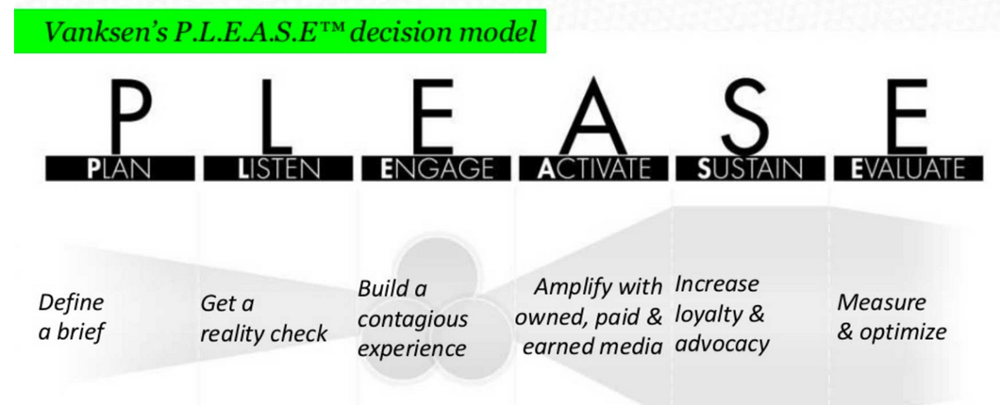 Vanksen's P.L.E.A.S.E™ decision model
P L E A S E
PLAN LISTEN ENGAGE ACTIVATE SUSTAIN EVALUATE
Define
a brief
Get a
reality check
Build a
contagious
experience
Amplify with
owned, paid &
earned media
Increase
loyalty &
advocacy
Measure
& optimize